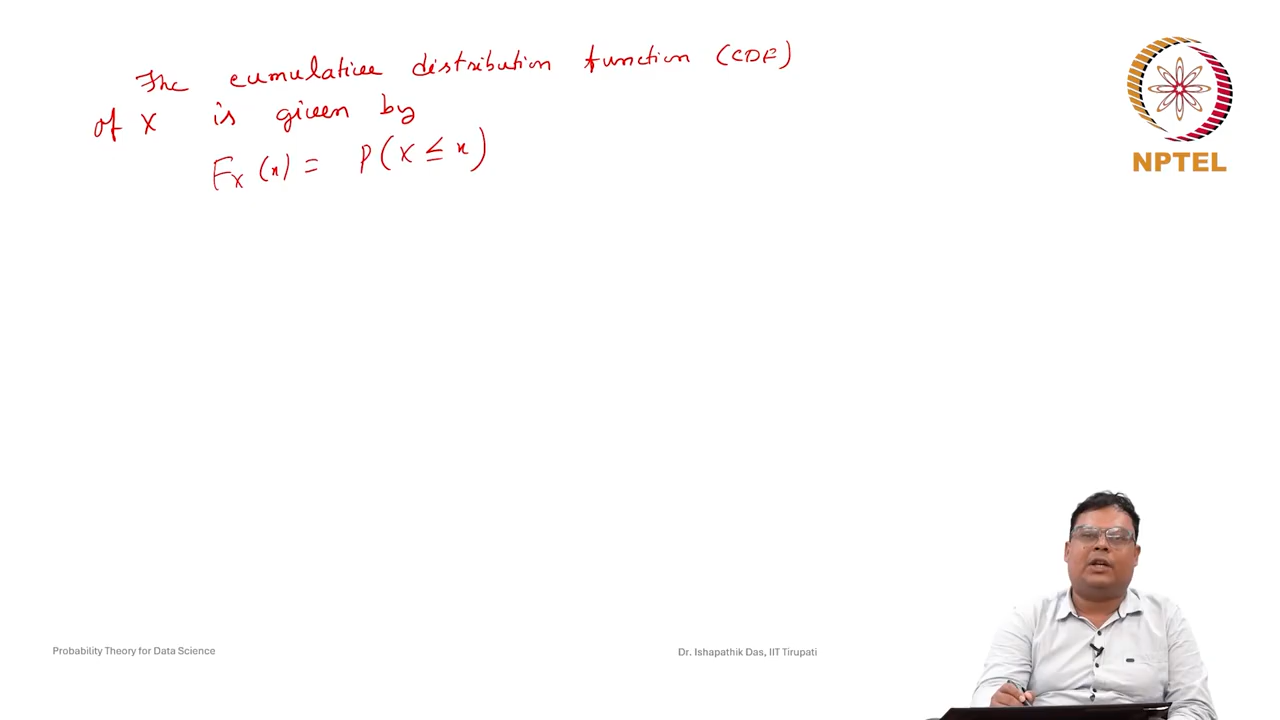 The cumulative distribution function (CDF)
of X is given by
F_X (x) = P(X ≤ x)
NPTEL
Probability Theory for Data Science
Dr. Ishapathik Das, IIT Tirupati